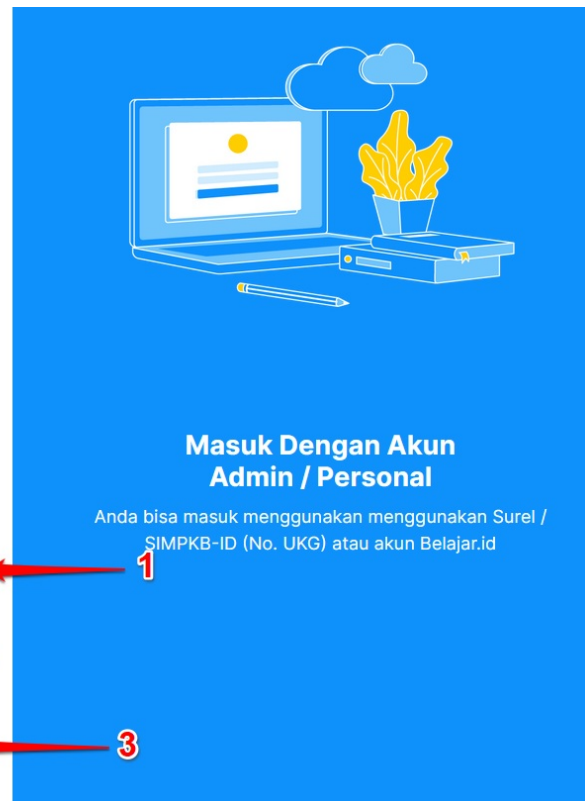 Masuk Dengan Akun
Admin / Personal
Anda bisa masuk menggunakan menggunakan Surel /
SIMPKB-ID (No. UKG) atau akun Belajar.id
1
3